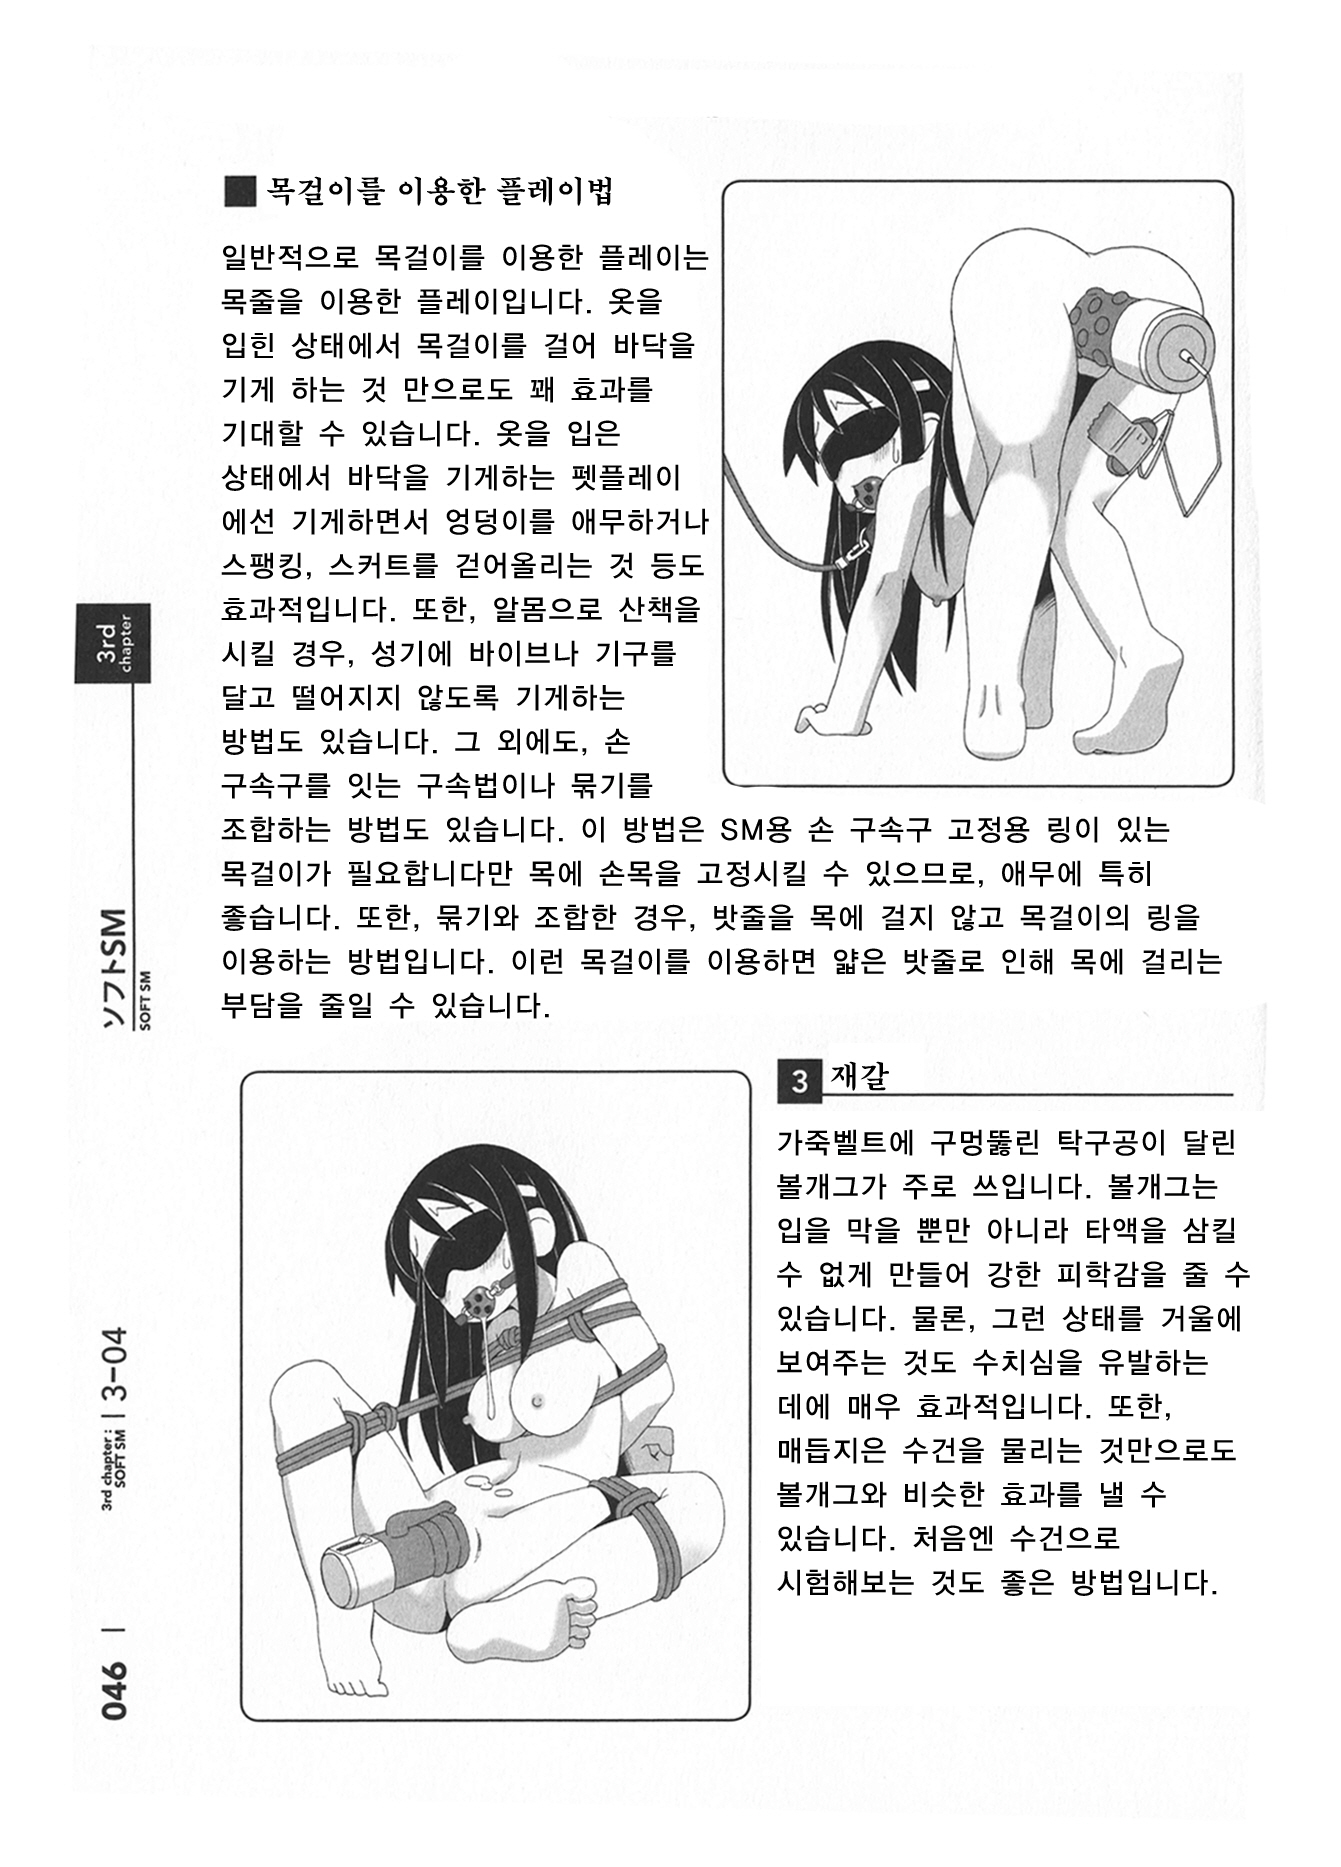 ■ 목걸이를 이용한 플레이법
일반적으로 목걸이를 이용한 플레이는
목줄을 이용한 플레이입니다. 옷을
입힌 상태에서 목걸이를 걸어 바닥을
기게 하는 것 만으로도 꽤 효과를
기대할 수 있습니다. 옷을 입은
상태에서 바닥을 기게하는 펫플레이
에선 기게하면서 엉덩이를 애무하거나
스팽킹, 스커트를 걷어올리는 것 등도
효과적입니다. 또한, 알몸으로 산책을
시킬 경우, 성기에 바이브나 기구를
달고 떨어지지 않도록 기게하는
방법도 있습니다. 그 외에도, 손
구속구를 잇는 구속법이나 묶기를
조합하는 방법도 있습니다. 이 방법은 SM용 손 구속구 고정용 링이 있는
목걸이가 필요합니다만 목에 손목을 고정시킬 수 있으므로, 애무에 특히
좋습니다. 또한, 묶기와 조합한 경우, 밧줄을 목에 걸지 않고 목걸이의 링을
이용하는 방법입니다. 이런 목걸이를 이용하면 얇은 밧줄로 인해 목에 걸리는
부담을 줄일 수 있습니다.
3 재갈
가죽벨트에 구멍뚫린 탁구공이 달린
볼개그가 주로 쓰입니다. 볼개그는
입을 막을 뿐만 아니라 타액을 삼킬
수 없게 만들어 강한 피학감을 줄 수
있습니다. 물론, 그런 상태를 거울에
보여주는 것도 수치심을 유발하는
데에 매우 효과적입니다. 또한,
매듭지은 수건을 물리는 것만으로도
볼개그와 비슷한 효과를 낼 수
있습니다. 처음엔 수건으로
시험해보는 것도 좋은 방법입니다.
3rd
chapter
ソフトSM
SOFT SM
3rd chapter :
SOFT SM | 3-04
046 |